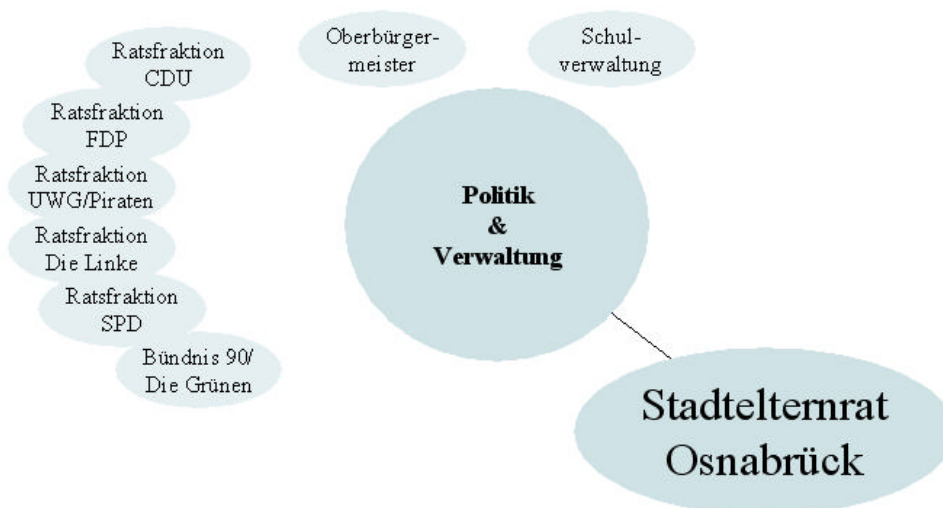 Oberbürger-
meister
Schul-
verwaltung
Ratsfraktion
CDU
Ratsfraktion
FDP
Ratsfraktion
UWG/Piraten
Ratsfraktion
Die Linke
Ratsfraktion
SPD
Bündnis 90/
Die Grünen
Politik
&
Verwaltung
Stadtelternrat
Osnabrück